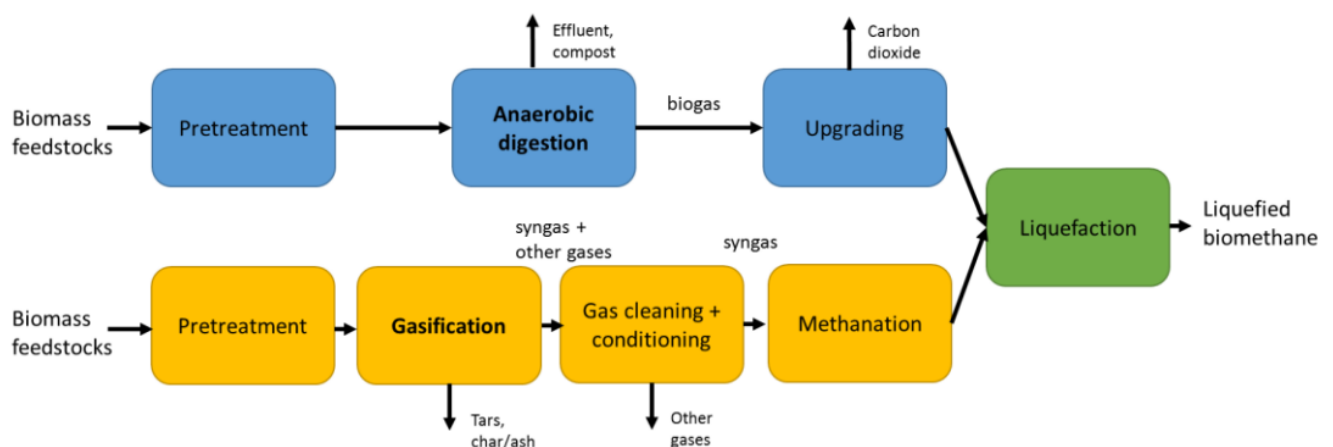 Effluent,
compost
Carbon
dioxide
Biomass
feedstocks
Pretreatment
Anaerobic
digestion
biogas
Upgrading
Liquefaction
Liquefied
biomethane
syngas +
other gases
syngas
Biomass
feedstocks
Pretreatment
Gasification
Gas cleaning +
conditioning
Methanation
Tars,
char/ash
Other
gases